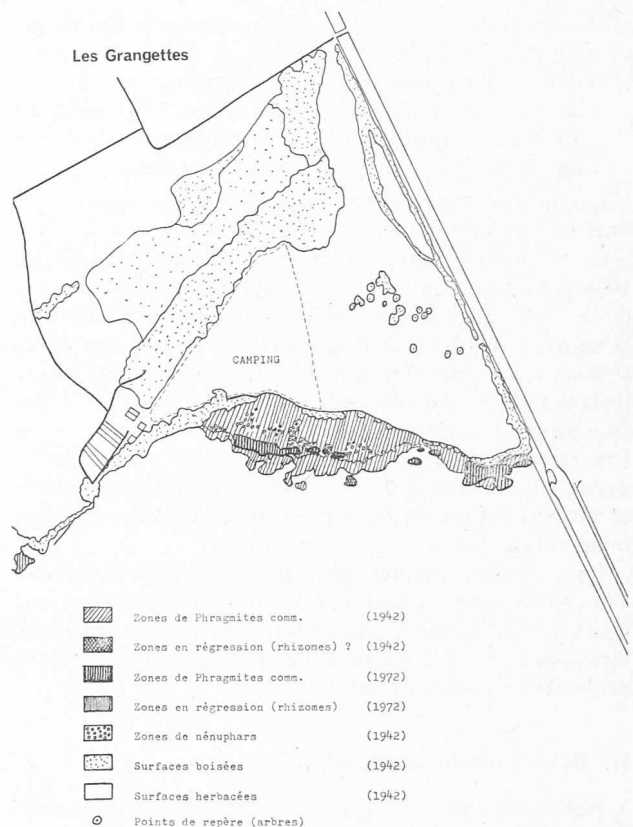 Les Grangettes
CAMPING
Zones de Phragmites comm. (1942)
Zones en régression (rhizomes) ? (1942)
Zones de Phragmites comm. (1972)
Zones en régression (rhizomes) (1972)
Zones de nénuphars (1942)
Surfaces boisées (1942)
Surfaces herbacées (1942)
Points de repère (arbres)